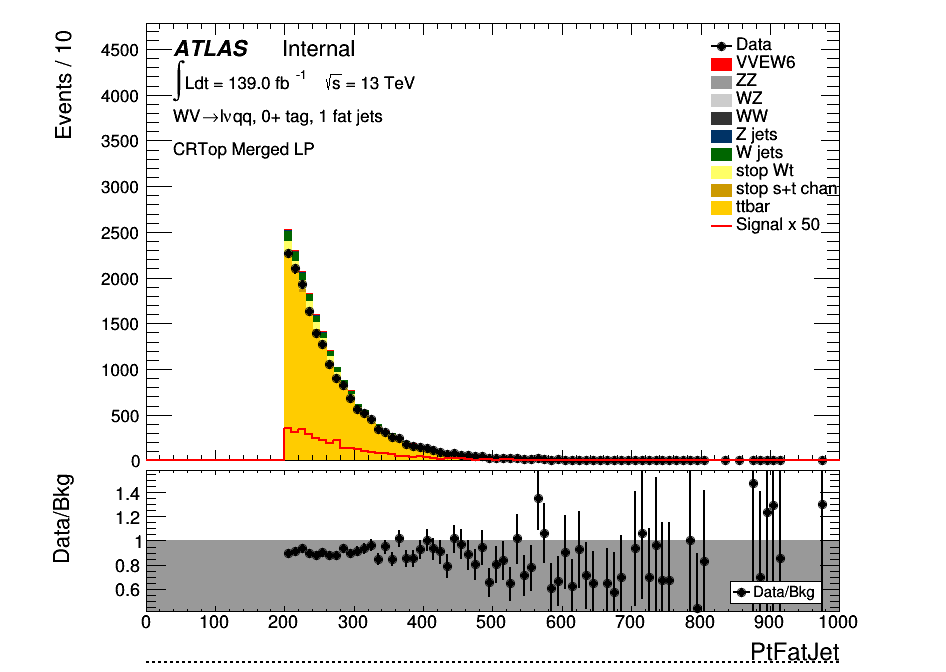 Events / 10
4500
4000
3500
3000
2500
2000
1500
1000
500
0
ATLAS Internal
∫Ldt = 139.0 fb⁻¹ √s = 13 TeV
WV→lνqq, 0+ tag, 1 fat jets
CRTop Merged LP
Data
VVEW6
ZZ
WZ
WW
Z jets
W jets
stop Wt
stop s+t chan
ttbar
Signal x 50
Data/Bkg
1.4
1.2
1
0.8
0.6
Data/Bkg
0 100 200 300 400 500 600 700 800 900 1000
PtFatJet